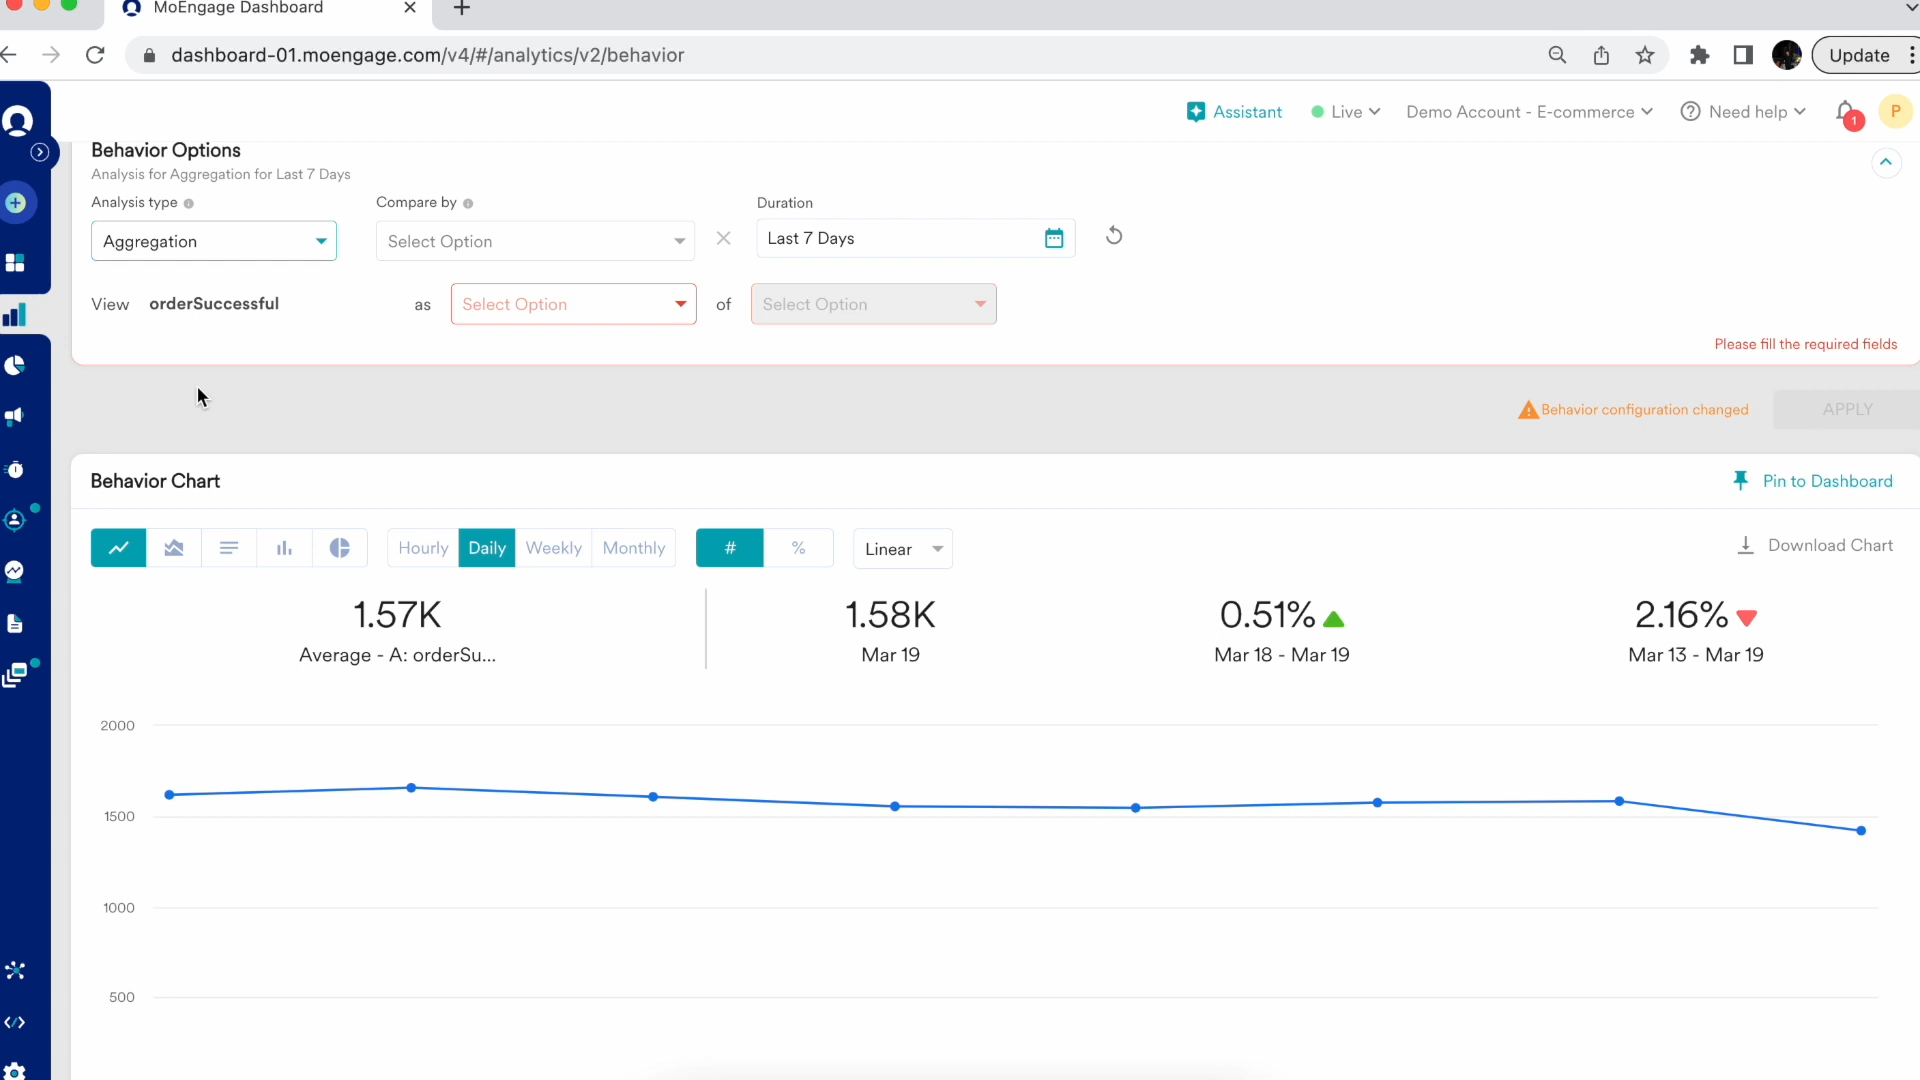 MoEngage Dashboard
dashboard-01.moengage.com/v4/#/analytics/v2/behavior
Update
Assistant
Live
Demo Account - E-commerce
Need help
1
P
Behavior Options
Analysis for Aggregation for Last 7 Days
Analysis type
Compare by
Duration
Aggregation
Select Option
Last 7 Days
View orderSuccessful as Select Option of Select Option
Please fill the required fields
Behavior configuration changed
APPLY
Behavior Chart
Pin to Dashboard
Hourly Daily Weekly Monthly # % Linear
Download Chart
1.57K 1.58K 0.51% 2.16%
Average - A: orderSu... Mar 19 Mar 18 - Mar 19 Mar 13 - Mar 19
2000
1500
1000
500